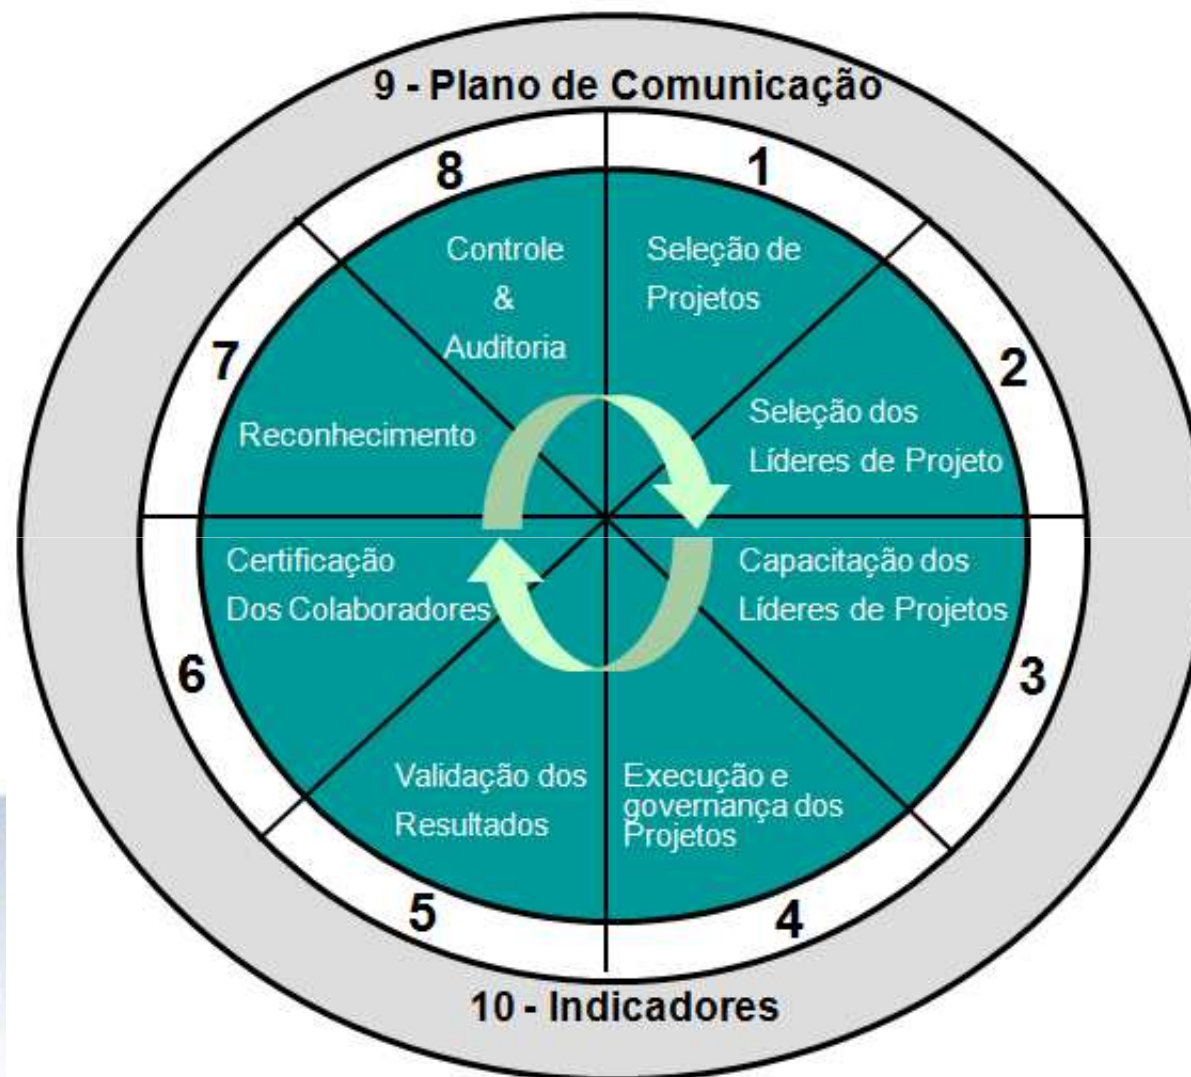 9 - Plano de Comunicação
1
Seleção de
Projetos
2
Seleção dos
Líderes de Projeto
3
Capacitação dos
Líderes de Projetos
4
Execução e
governança dos
Projetos
5
Validação dos
Resultados
6
Certificação
Dos Colaboradores
7
Reconhecimento
8
Controle
&
Auditoria
10 - Indicadores